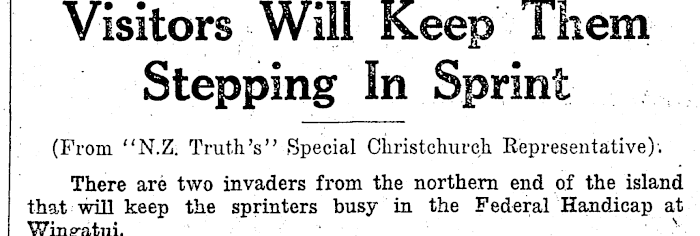 Visitors Will Keep Them
Stepping In Sprint
(From "N.Z. Truth's" Special Christchurch Representative).
There are two invaders from the northern end of the island
that will keep the sprinters busy in the Federal Handicap at
Wingatui.